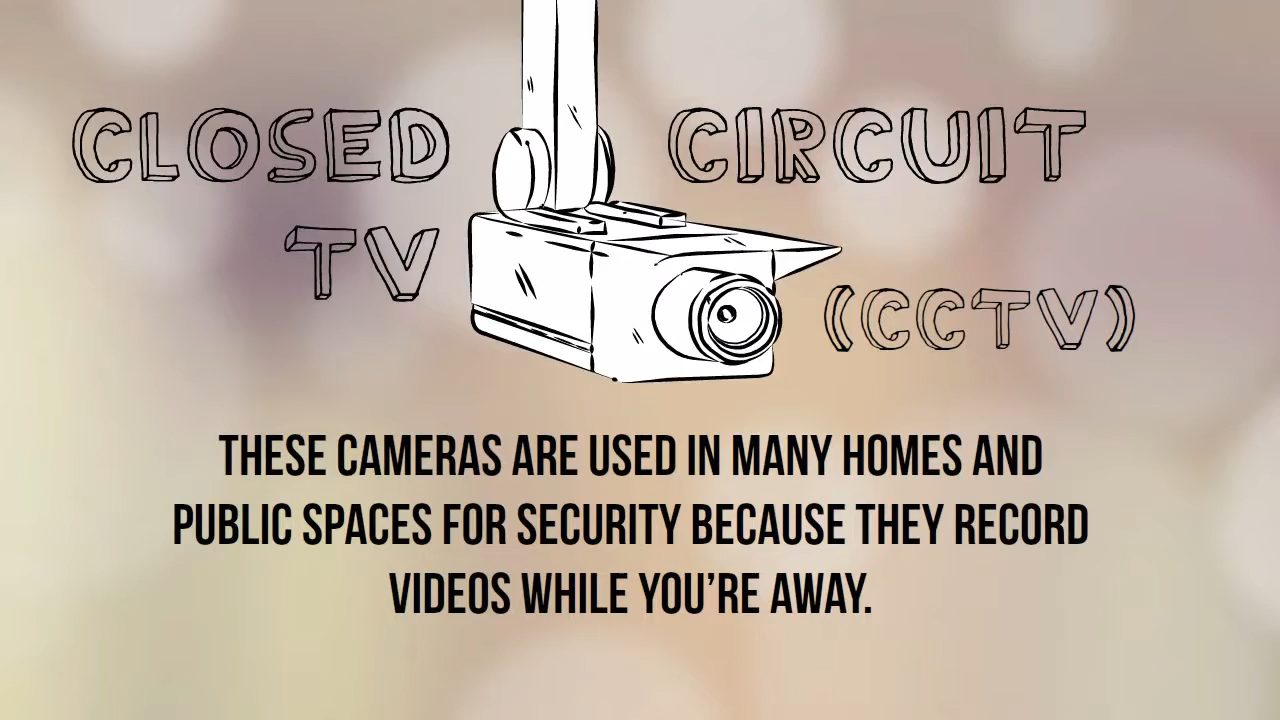 CLOSED CIRCUIT
TV
(CCTV)
THESE CAMERAS ARE USED IN MANY HOMES AND
PUBLIC SPACES FOR SECURITY BECAUSE THEY RECORD
VIDEOS WHILE YOU’RE AWAY.